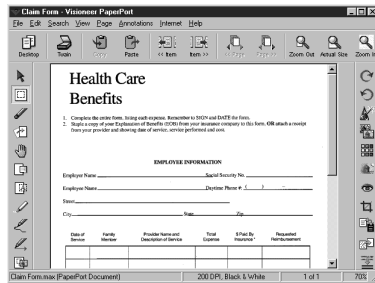 Claim Form - Visioneer PaperPort
File Edit Search View Page Annotations Internet Help
Desktop Twain Copy Paste << Item Item >> << Page Page >> Zoom Out Actual Size Zoom In
Health Care
Benefits
1. Complete the entire form, listing each expense. Remember to SIGN and DATE the form.
2. Staple a copy of your Explanation of Benefits (EOB) from your insurance company to this form, OR attach a receipt
from your provider and showing date of service, service performed and cost.
EMPLOYEE INFORMATION
Employee Name Social Security No.
Employee Name Daytime Phone #: ( ) -
Street
City State Zip
Date of Service Family Member Provider Name and Description of Service Total Expense $ Paid By Insurance * Requested Reimbursement
Claim Form.max (PaperPort Document) 200 DPI, Black & White 1 of 1 70%